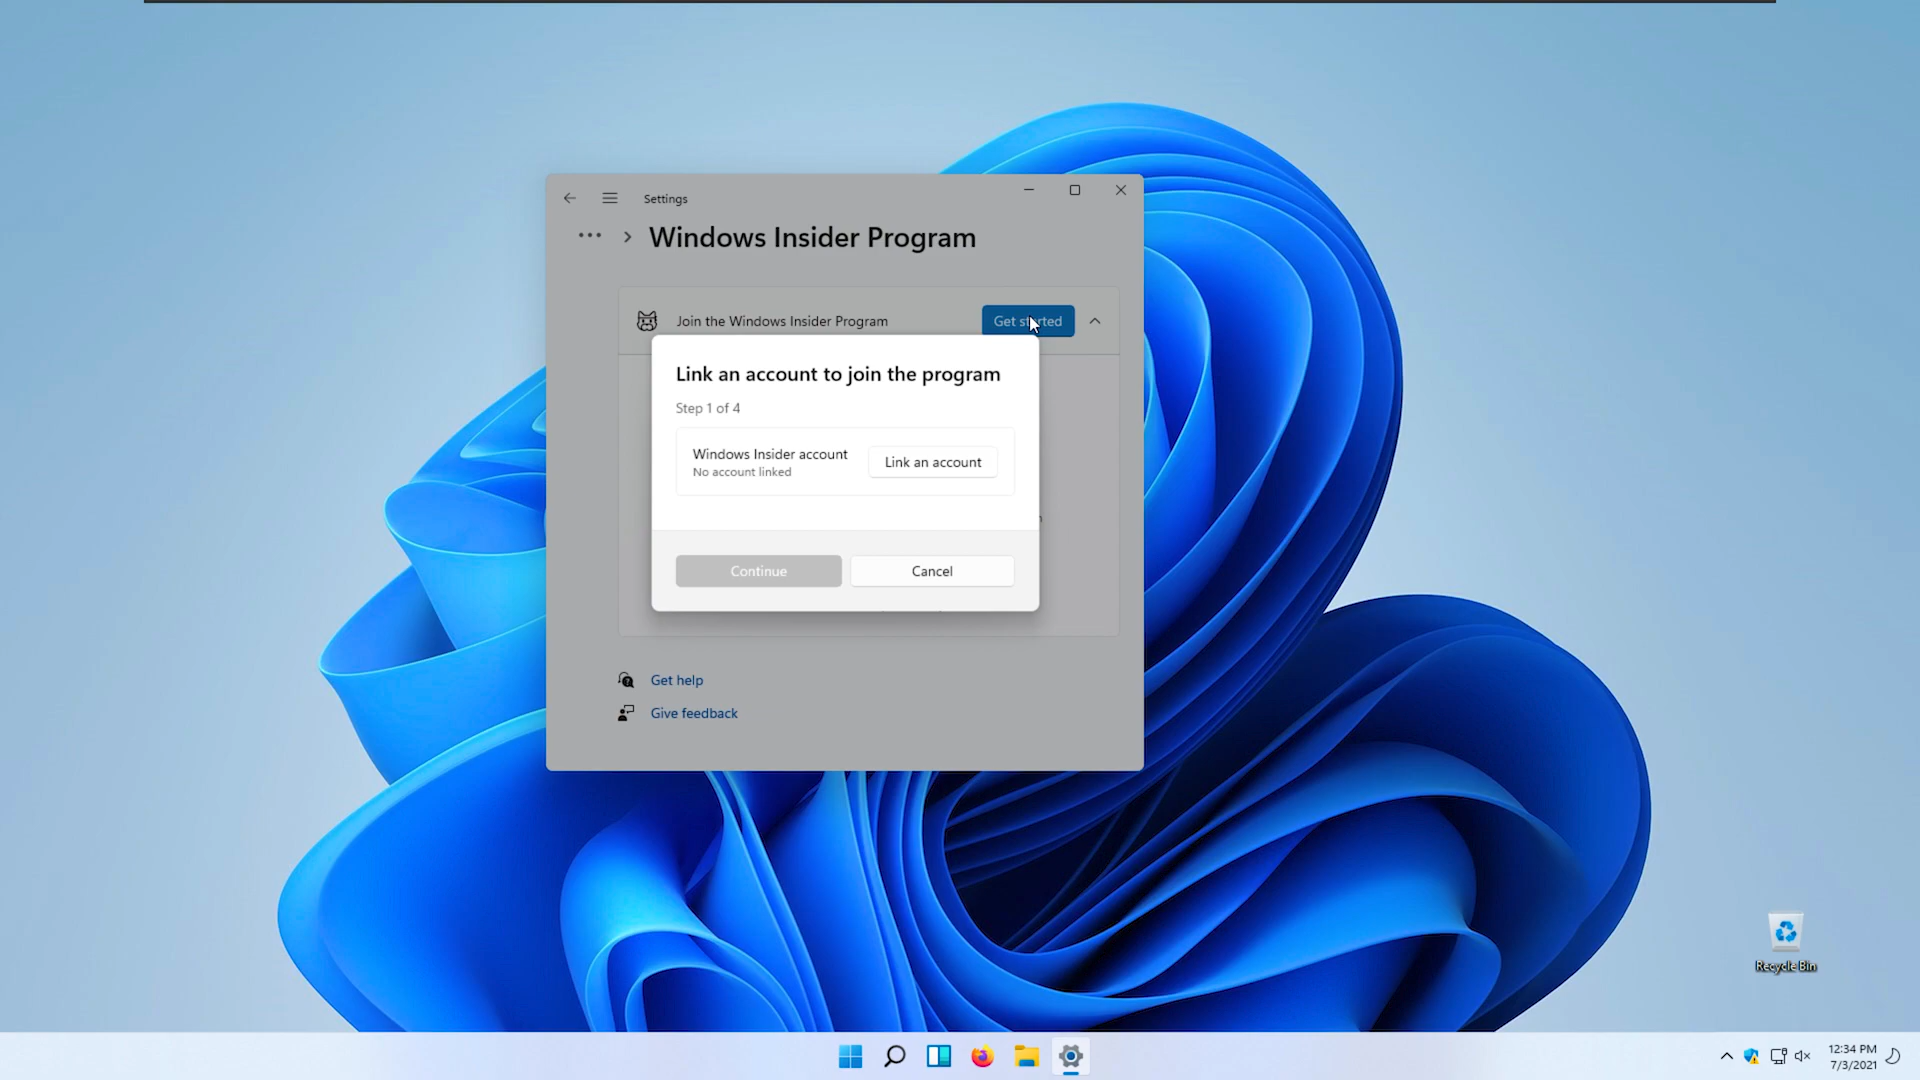 Settings
Windows Insider Program
Join the Windows Insider Program
Get started
Link an account to join the program
Step 1 of 4
Windows Insider account
No account linked
Link an account
Continue
Cancel
Get help
Give feedback
Recycle Bin
12:34 PM
7/3/2021